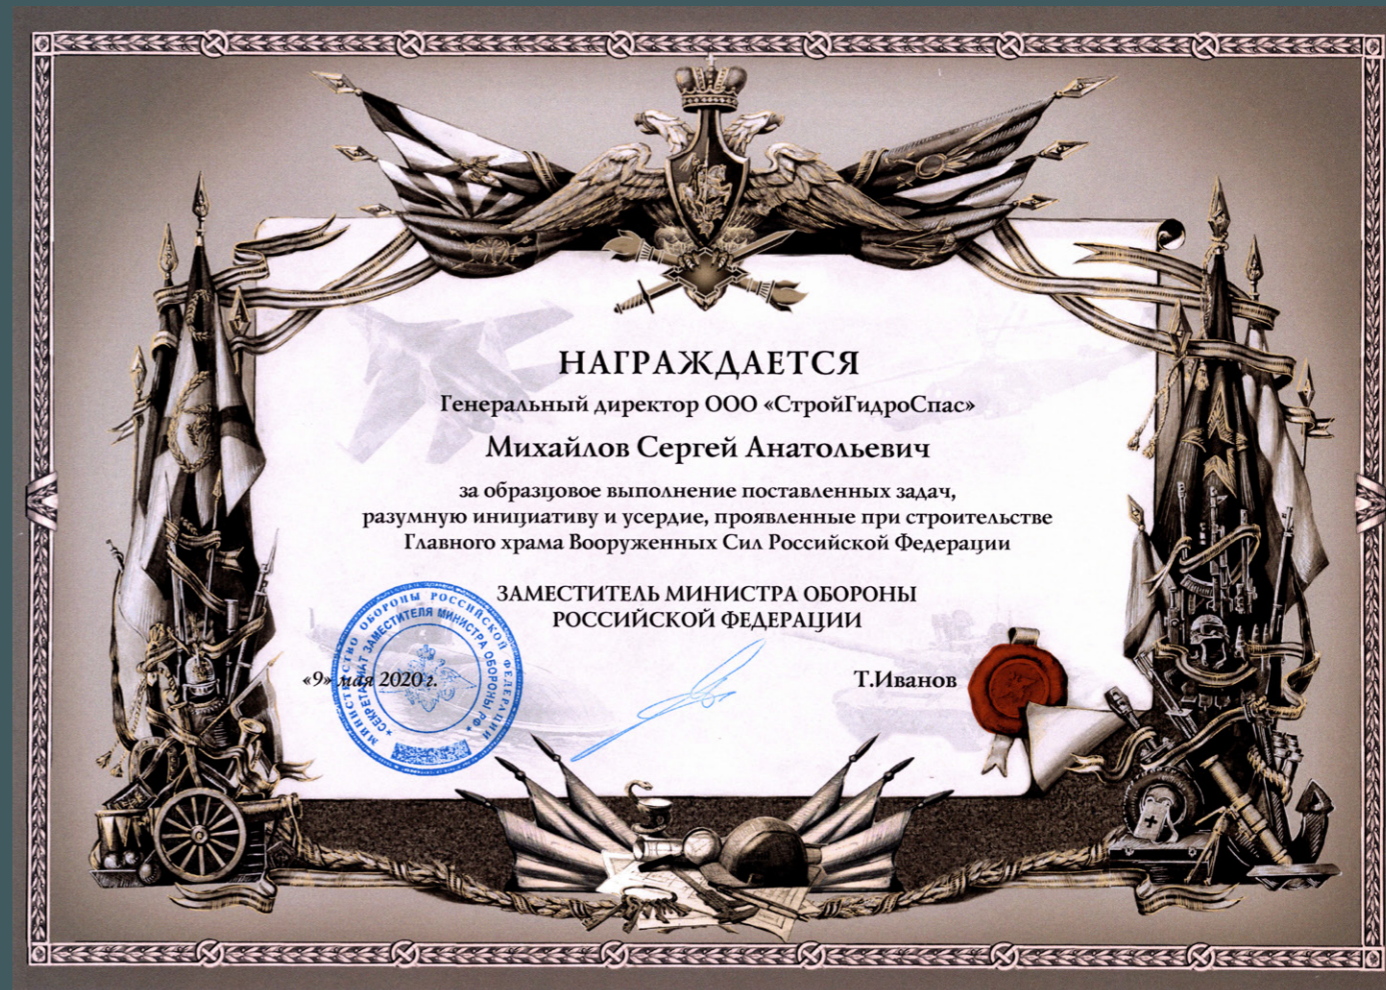 НАГРАЖДАЕТСЯ
Генеральный директор ООО «СтройГидроСпас»
Михайлов Сергей Анатольевич
за образцовое выполнение поставленных задач,
разумную инициативу и усердие, проявленные при строительстве
Главного храма Вооруженных Сил Российской Федерации
ЗАМЕСТИТЕЛЬ МИНИСТРА ОБОРОНЫ
РОССИЙСКОЙ ФЕДЕРАЦИИ
«9» мая 2020 г.
Т.Иванов
МИНИСТЕРСТВО ОБОРОНЫ РОССИЙСКОЙ ФЕДЕРАЦИИ
СЕКРЕТАРИАТ ЗАМЕСТИТЕЛЯ МИНИСТРА ОБОРОНЫ РФ